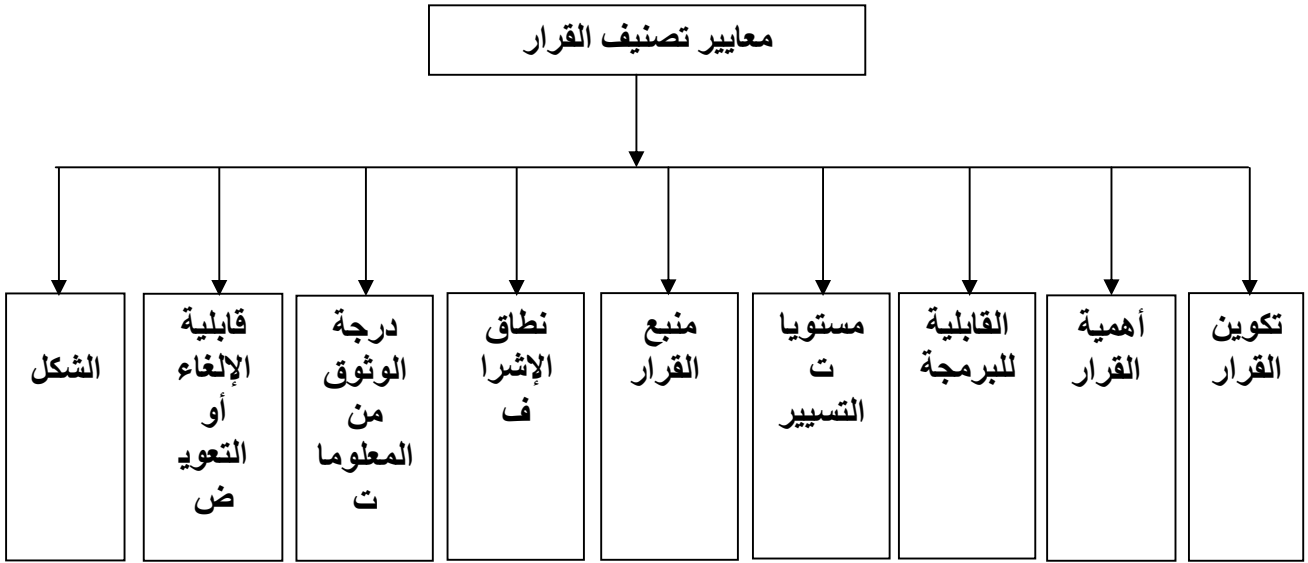 معايير تصنيف القرار
تكوين
القرار
أهمية
القرار
القابلية
للبرمجة
مستويا
ت
التسيير
منبع
القرار
نطاق
الإشرا
ف
درجة
الوثوق
من
المعلوما
ت
قابلية
الإلغاء
أو
التعويد
ض
الشكل